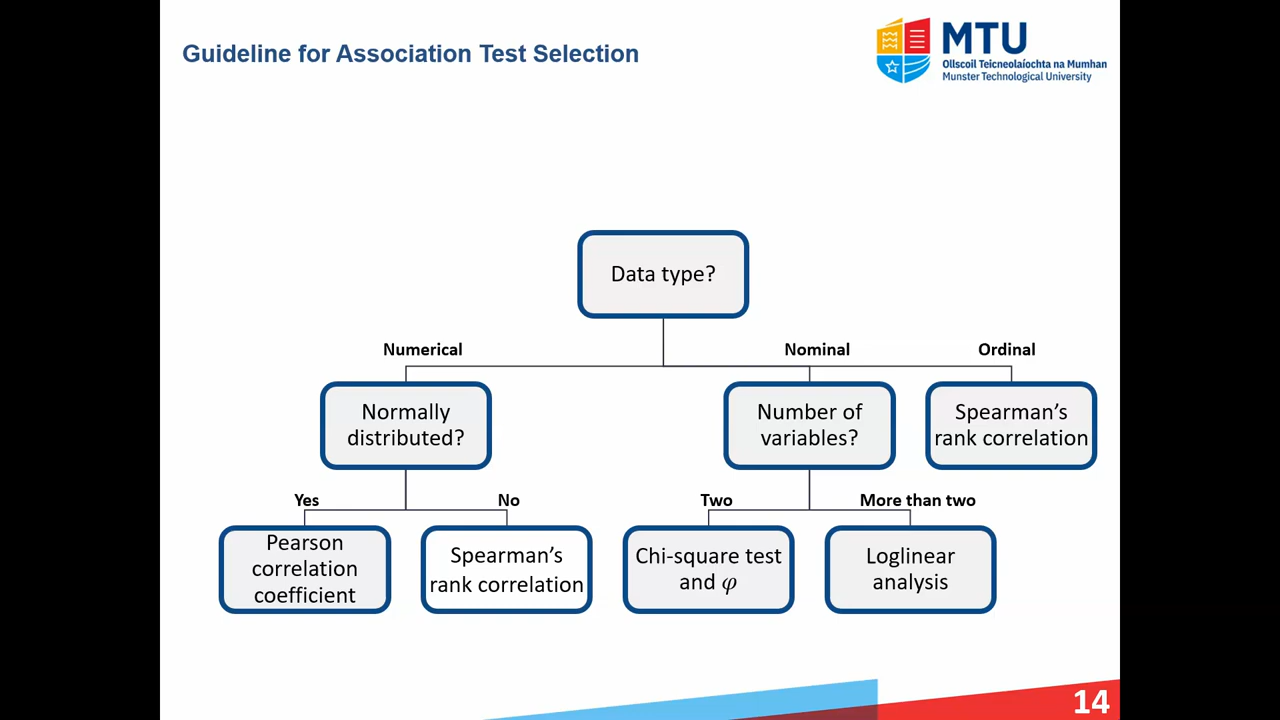 Guideline for Association Test Selection
MTU
Ollscoil Teicneolaíochta na Mumhan
Munster Technological University
Data type?
Numerical
Nominal
Ordinal
Normally
distributed?
Number of
variables?
Spearman’s
rank correlation
Yes
No
Two
More than two
Pearson
correlation
coefficient
Spearman’s
rank correlation
Chi-square test
and φ
Loglinear
analysis
14